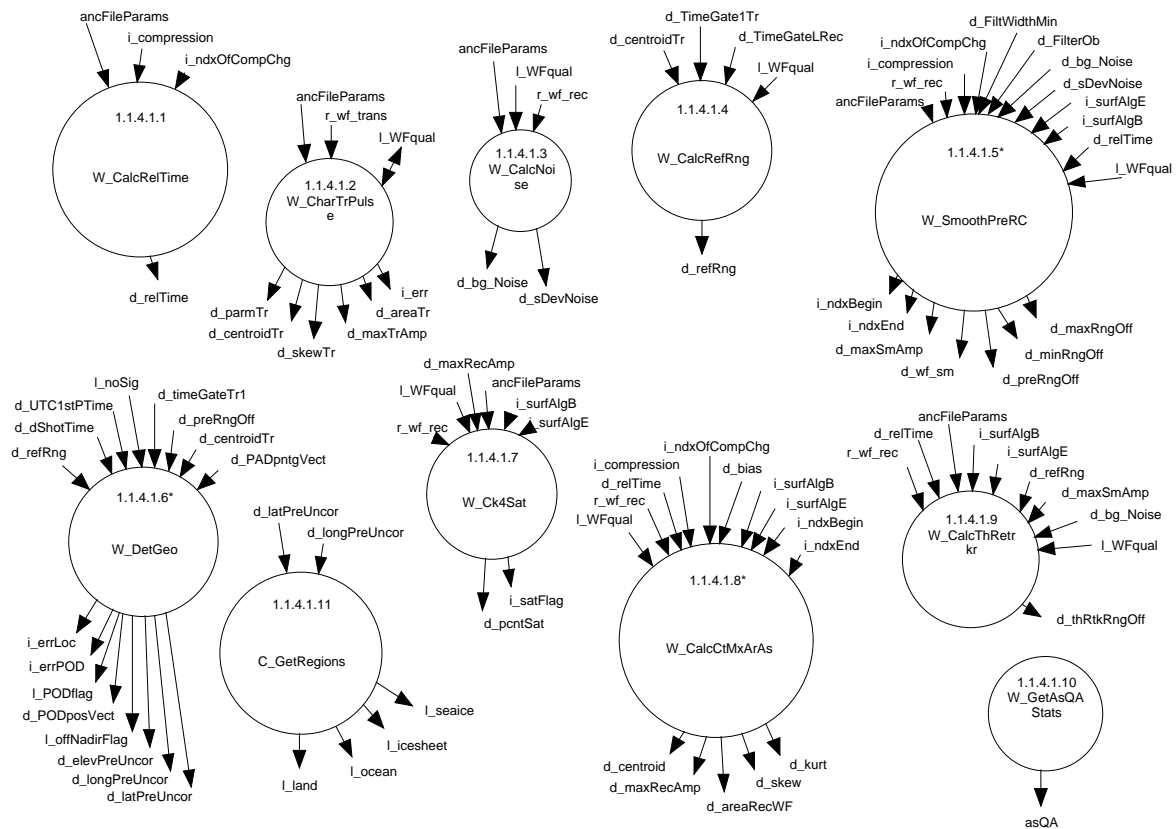 ancFileParams
i_compression
i_ndxOfCompChg
1.1.4.1.1
W_CalcRelTime
d_relTime
ancFileParams
r_wf_trans
l_WFqual
1.1.4.1.2
W_CharTrPuls
e
d_parmTr
d_centroidTr
d_skewTr
d_maxTrAmp
d_areaTr
i_err
ancFileParams
l_WFqual
r_wf_rec
1.1.4.1.3
W_CalcNoi
se
d_bg_Noise
d_sDevNoise
d_TimeGate1Tr
d_centroidTr
d_TimeGateLRec
l_WFqual
1.1.4.1.4
W_CalcRefRng
d_refRng
d_FiltWidthMin
i_ndxOfCompChg
d_FilterOb
i_compression
d_bg_Noise
r_wf_rec
d_sDevNoise
ancFileParams
i_surfAlgE
i_surfAlgB
d_relTime
l_WFqual
1.1.4.1.5*
W_SmoothPreRC
i_ndxBegin
i_ndxEnd
d_maxSmAmp
d_wf_sm
d_preRngOff
d_minRngOff
d_maxRngOff
l_noSig
d_timeGateTr1
d_UTC1stPTime
d_preRngOff
d_dShotTime
d_centroidTr
d_refRng
d_PADpntgVect
1.1.4.1.6*
W_DetGeo
i_errLoc
i_errPOD
l_PODflag
d_PODposVect
l_offNadirFlag
d_elevPreUncor
d_longPreUncor
d_latPreUncor
d_latPreUncor
d_longPreUncor
1.1.4.1.11
C_GetRegions
l_seaice
l_icesheet
l_ocean
l_land
d_maxRecAmp
l_WFqual
ancFileParams
i_surfAlgB
r_wf_rec
i_surfAlgE
1.1.4.1.7
W_Ck4Sat
i_satFlag
d_pcntSat
i_ndxOfCompChg
i_compression
d_bias
d_relTime
i_surfAlgB
r_wf_rec
i_surfAlgE
l_WFqual
i_ndxBegin
i_ndxEnd
1.1.4.1.8*
W_CalcCtMxArAs
d_centroid
d_maxRecAmp
d_areaRecWF
d_skew
d_kurt
ancFileParams
d_relTime
i_surfAlgB
r_wf_rec
i_surfAlgE
d_refRng
d_maxSmAmp
d_bg_Noise
l_WFqual
1.1.4.1.9
W_CalcThRetr
kr
d_thRtkRngOff
1.1.4.1.10
W_GetAsQA
Stats
asQA